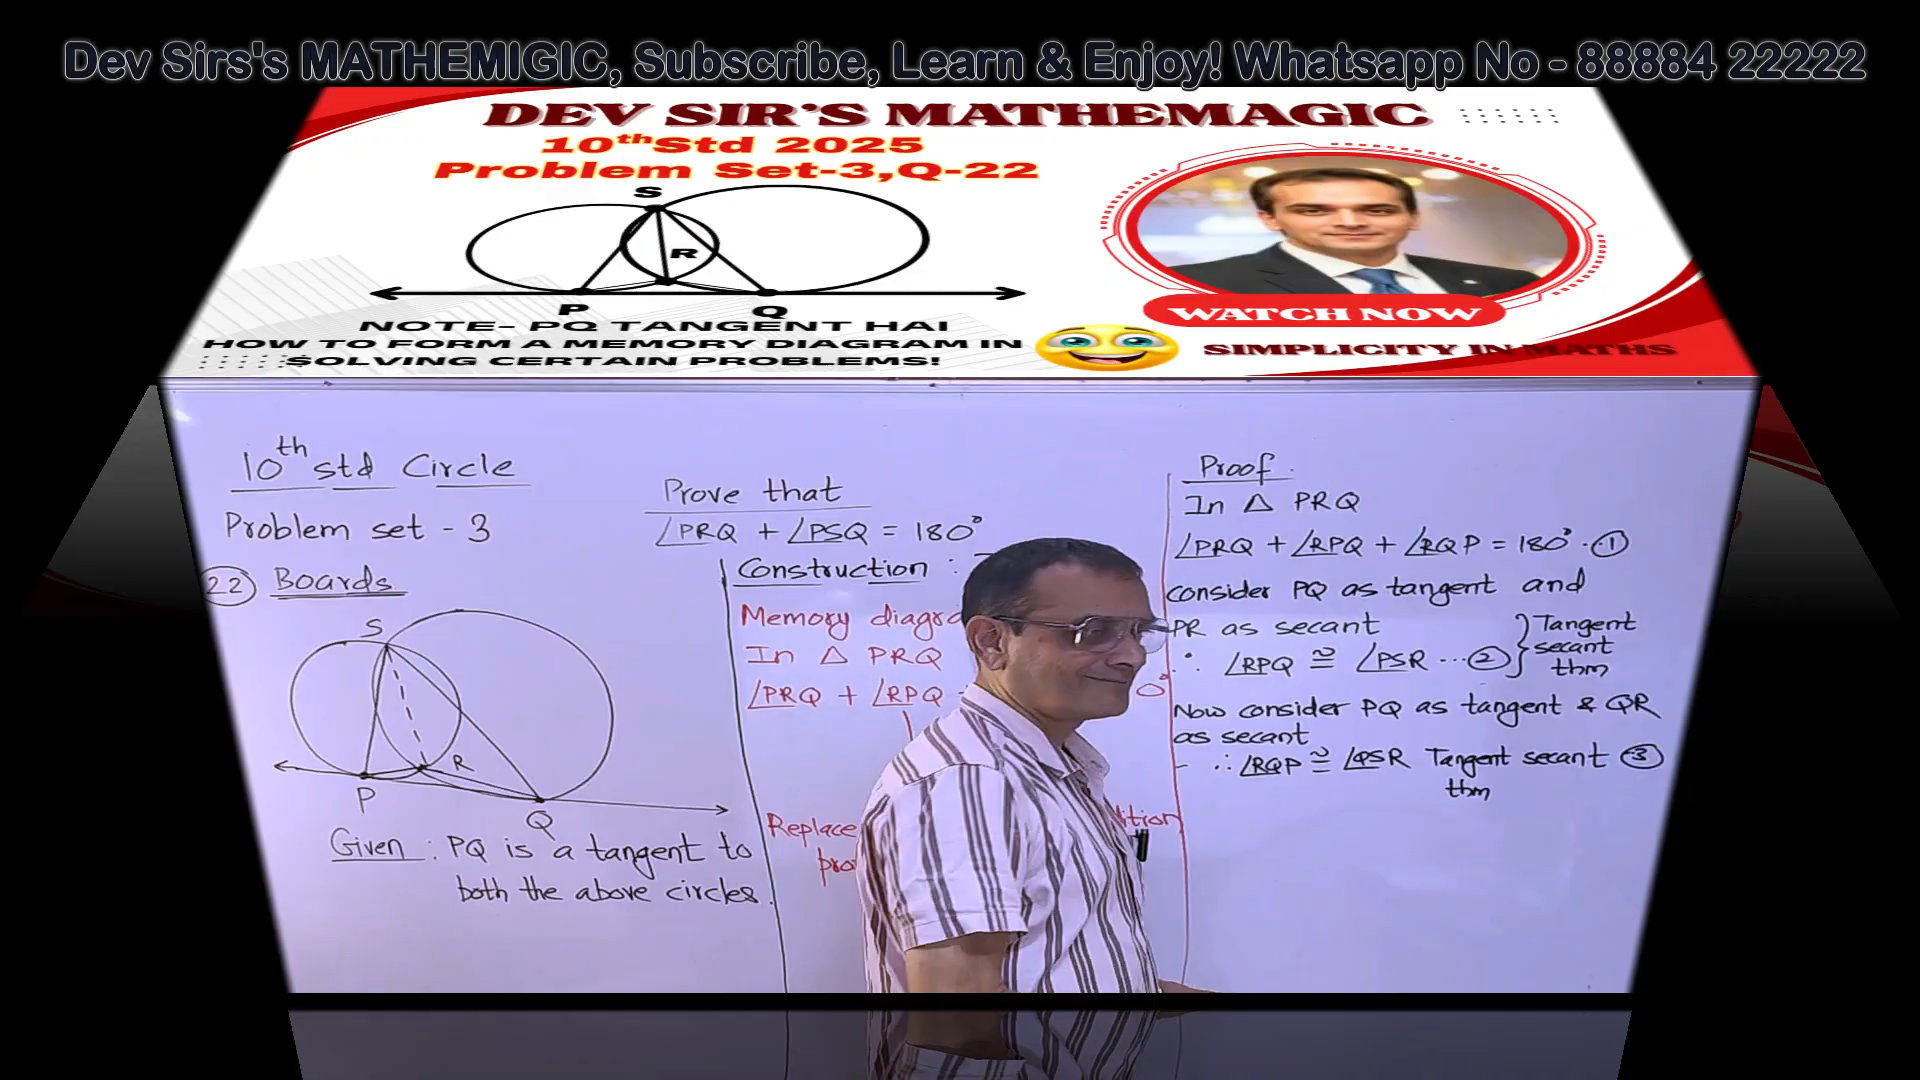 Dev Sirs's MATHEMIGIC, Subscribe, Learn & Enjoy! Whatsapp No - 88884 22222
DEV SIR'S MATHEMAGIC
10thStd 2025
Problem Set-3,Q-22
S
R
P Q
NOTE- PQ TANGENT HAI
HOW TO FORM A MEMORY DIAGRAM IN
SOLVING CERTAIN PROBLEMS!
WATCH NOW
SIMPLICITY IN MATHS
10th std Circle
Problem set - 3
22 Boards
S
R
P
Q
Given : PQ is a tangent to
both the above circles.
Prove that
∠PRQ + ∠PSQ = 180°
Construction :
Memory
In △ PRQ
∠PRQ + ∠RPQ
Replace
Proof.
In △ PRQ
∠PRQ + ∠RPQ + ∠RQP = 180° ..①
consider PQ as tangent and
PR as secant
∴ ∠RPQ ≅ ∠PSR ...② } Tangent
secant
thm
Now consider PQ as tangent & QR
as secant
∴ ∠RQP ≅ ∠QSR Tangent secant ③
thm